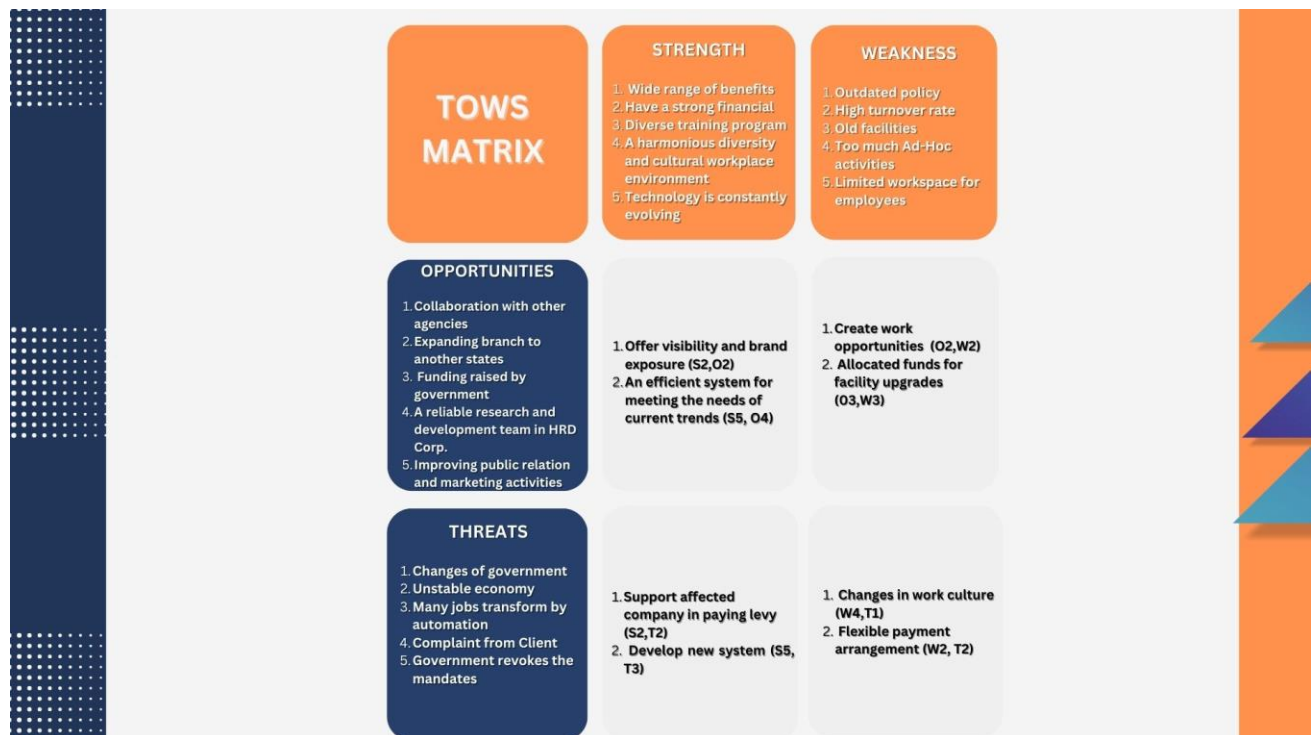 TOWS
MATRIX
STRENGTH
1. Wide range of benefits
2. Have a strong financial
3. Diverse training program
4. A harmonious diversity
and cultural workplace
environment
5. Technology is constantly
evolving
WEAKNESS
1. Outdated policy
2. High turnover rate
3. Old facilities
4. Too much Ad-Hoc
activities
5. Limited workspace for
employees
OPPORTUNITIES
1. Collaboration with other
agencies
2. Expanding branch to
another states
3. Funding raised by
government
4. A reliable research and
development team in HRD
Corp.
5. Improving public relation
and marketing activities
1. Offer visibility and brand
exposure (S2,O2)
2. An efficient system for
meeting the needs of
current trends (S5, O4)
1. Create work
opportunities (O2,W2)
2. Allocated funds for
facility upgrades
(O3,W3)
THREATS
1. Changes of government
2. Unstable economy
3. Many jobs transform by
automation
4. Complaint from Client
5. Government revokes the
mandates
1. Support affected
company in paying levy
(S2,T2)
2. Develop new system (S5,
T3)
1. Changes in work culture
(W4,T1)
2. Flexible payment
arrangement (W2, T2)